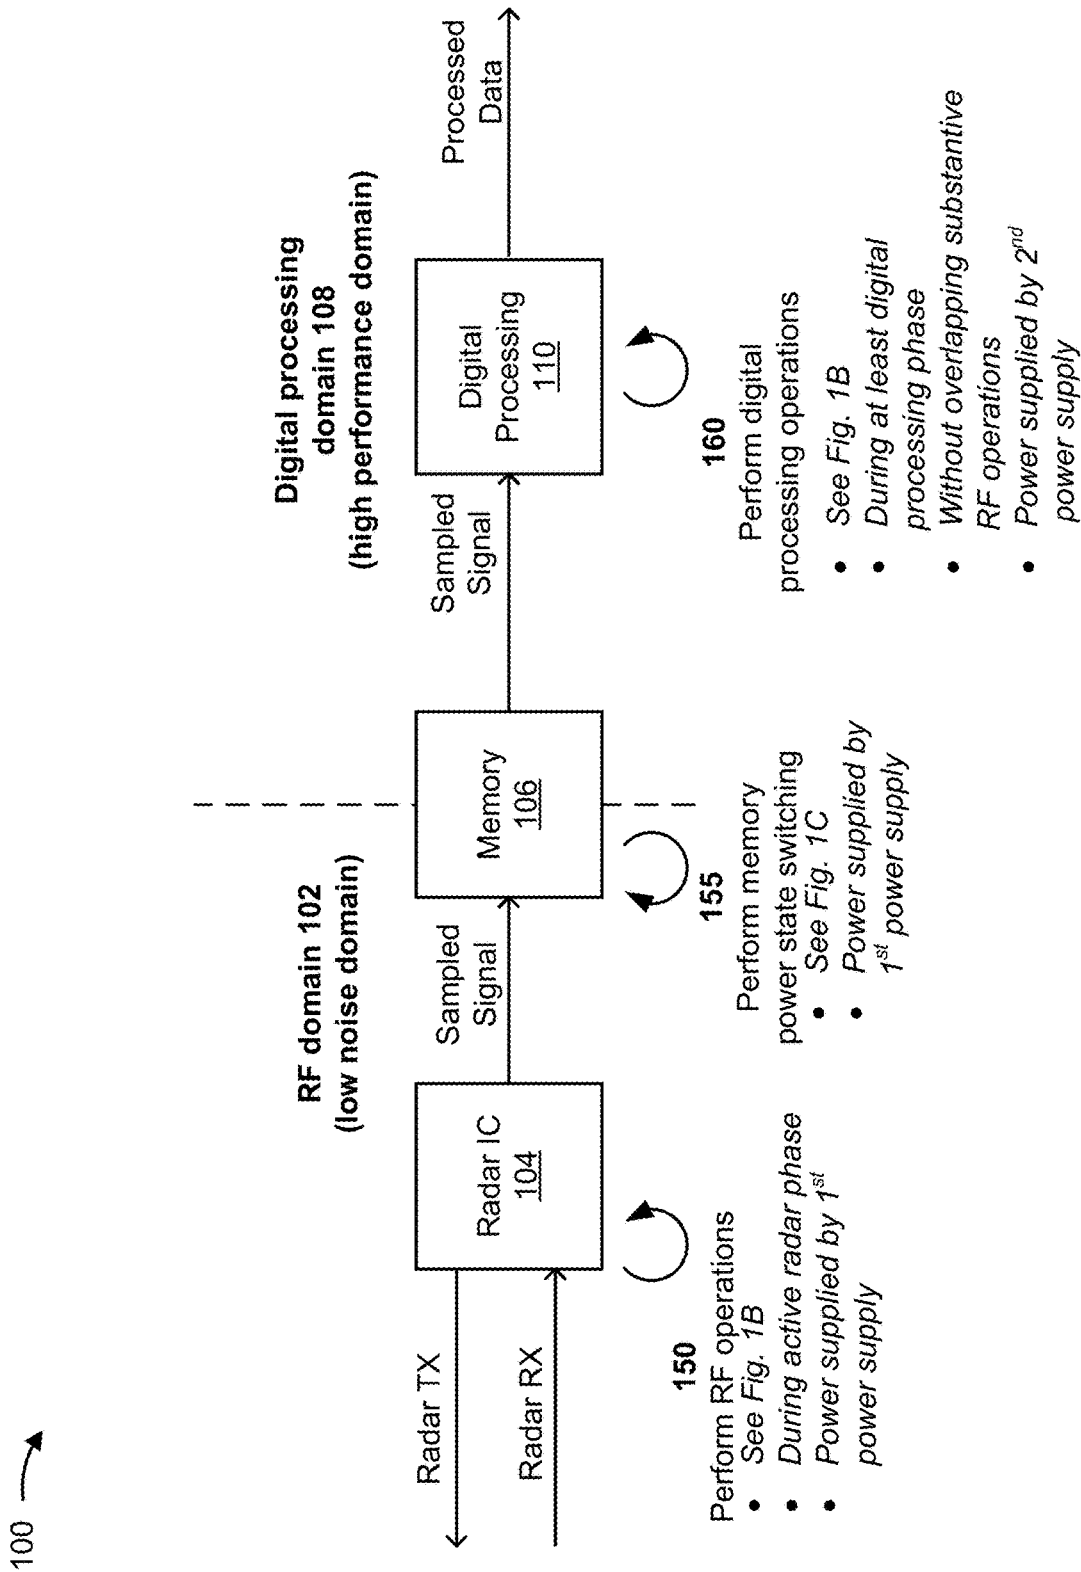 100
RF domain 102
(low noise domain)
Digital processing
domain 108
(high performance domain)
Radar TX
Radar RX
Radar IC
104
Sampled
Signal
Memory
106
Sampled
Signal
Digital
Processing
110
Processed
Data
150
Perform RF operations
• See Fig. 1B
• During active radar phase
• Power supplied by 1st
power supply
155
Perform memory
power state switching
• See Fig. 1C
• Power supplied by
1st power supply
160
Perform digital
processing operations
• See Fig. 1B
• During at least digital
processing phase
• Without overlapping substantive
RF operations
• Power supplied by 2nd
power supply